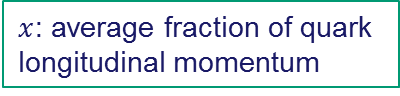 𝑥: average fraction of quark
longitudinal momentum